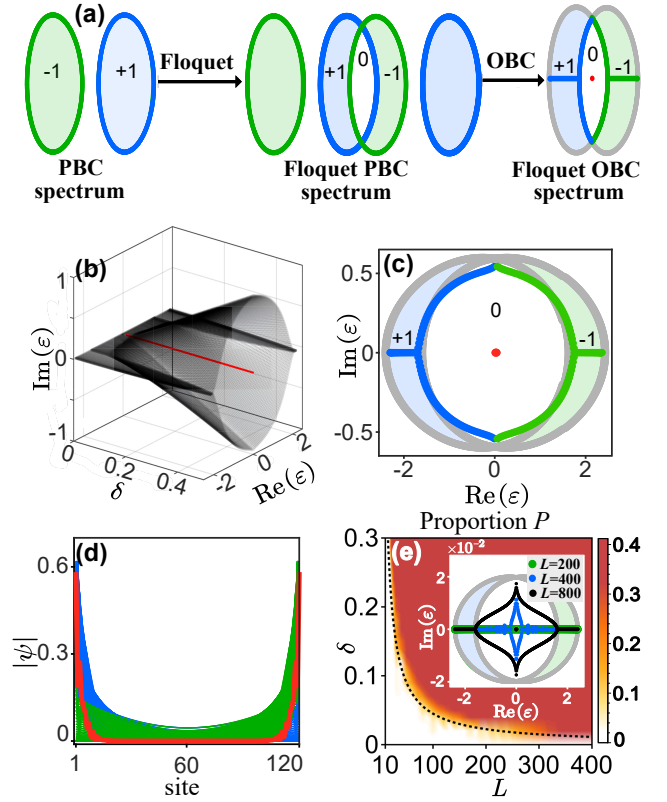 (a)
-1
+1
Floquet
+1
0
-1
OBC
+1
0
-1
PBC
spectrum
Floquet PBC
spectrum
Floquet OBC
spectrum
(b)
1
0
-1
Im(ε)
0
0.2
0.4
δ
-2
0
2
Re(ε)
(c)
0.5
0
-0.5
Im(ε)
+1
0
-1
-2
0
2
Re(ε)
(d)
0.6
0.3
0
|ψ|
1
60
120
site
Proportion P
(e)
0.3
0.2
0.1
0
δ
×10⁻²
2
0
-2
Im(ε)
L=200
L=400
L=800
-2
0
2
Re(ε)
10
100
200
300
400
L
0.4
0.3
0.2
0.1
0